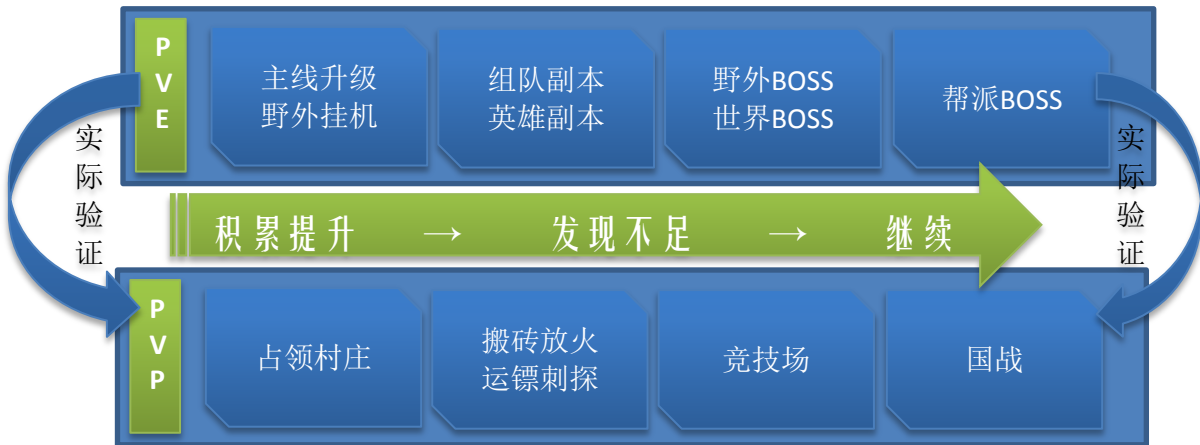 PVE
主线升级
野外挂机
组队副本
英雄副本
野外BOSS
世界BOSS
帮派BOSS
实际验证
实际验证
积累提升 → 发现不足 → 继续
PVP
占领村庄
搬砖放火
运镖刺探
竞技场
国战